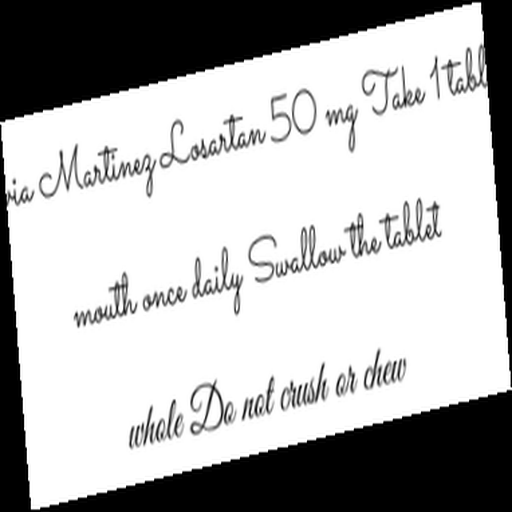 Martinez Losartan 50 mg Take 1
mouth once daily Swallow the tablet
whole Do not crush or chew